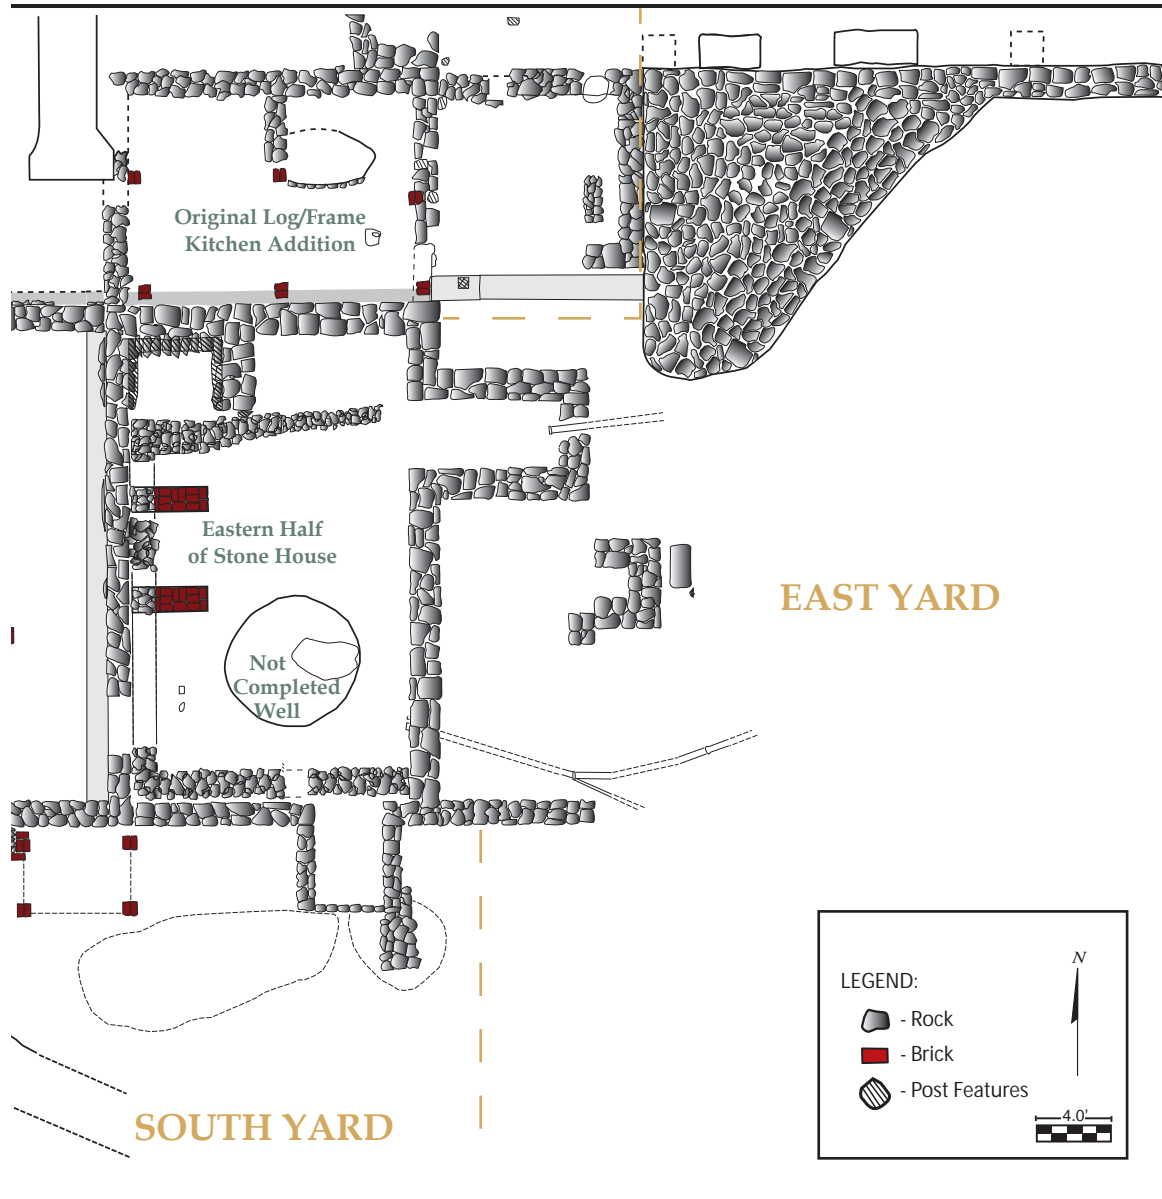 Original Log/Frame
Kitchen Addition
Eastern Half
of Stone House
EAST YARD
Not
Completed
Well
SOUTH YARD
N
LEGEND:
- Rock
- Brick
- Post Features
4.0'